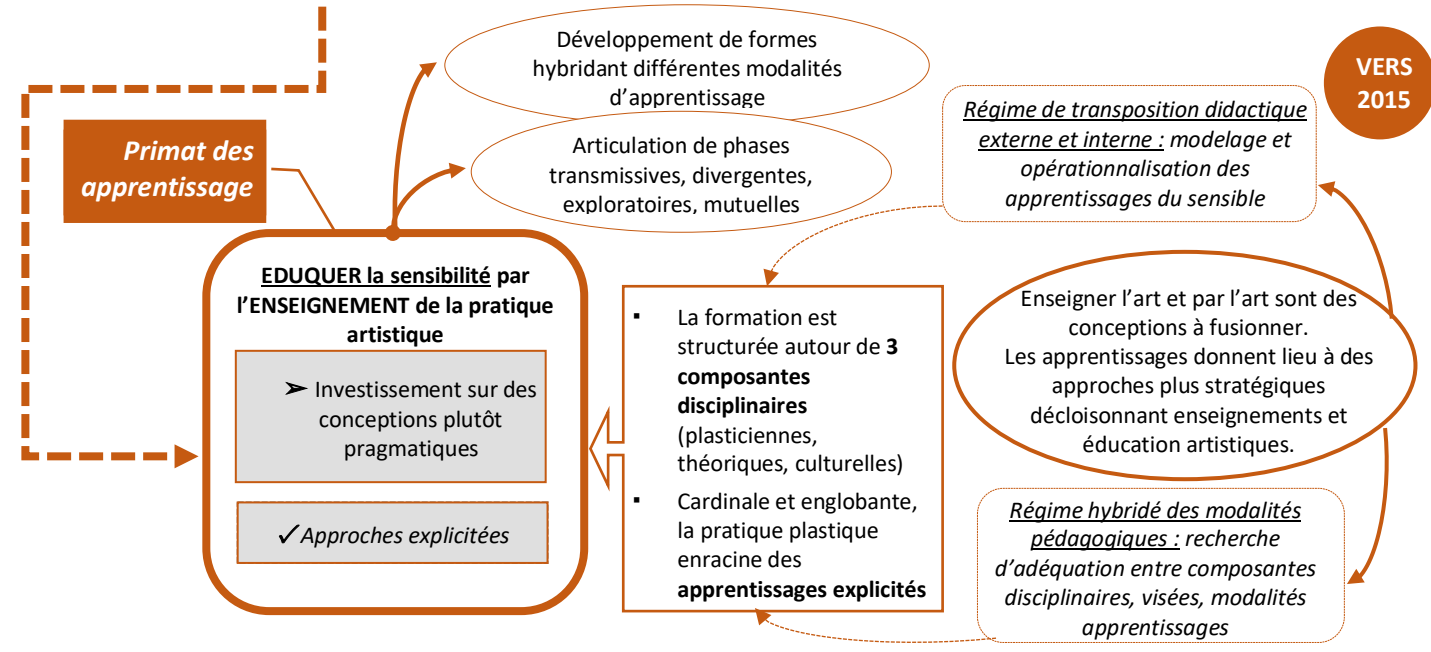 Développement de formes
hybridant différentes modalités
d’apprentissage
Articulation de phases
transmissives, divergentes,
exploratoires, mutuelles
VERS
2015
Primat des
apprentissage
Régime de transposition didactique
externe et interne : modelage et
opérationnalisation des
apprentissages du sensible
EDUQUER la sensibilité par
l’ENSEIGNEMENT de la pratique
artistique
➢ Investissement sur des
conceptions plutôt
pragmatiques
✓ Approches explicitées
▪ La formation est
structurée autour de 3
composantes
disciplinaires
(plasticiennes,
théoriques, culturelles)
▪ Cardinale et englobante,
la pratique plastique
enracine des
apprentissages explicités
Enseigner l’art et par l’art sont des
conceptions à fusionner.
Les apprentissages donnent lieu à des
approches plus stratégiques
décloisonnant enseignements et
éducation artistiques.
Régime hybridé des modalités
pédagogiques : recherche
d’adéquation entre composantes
disciplinaires, visées, modalités
apprentissages